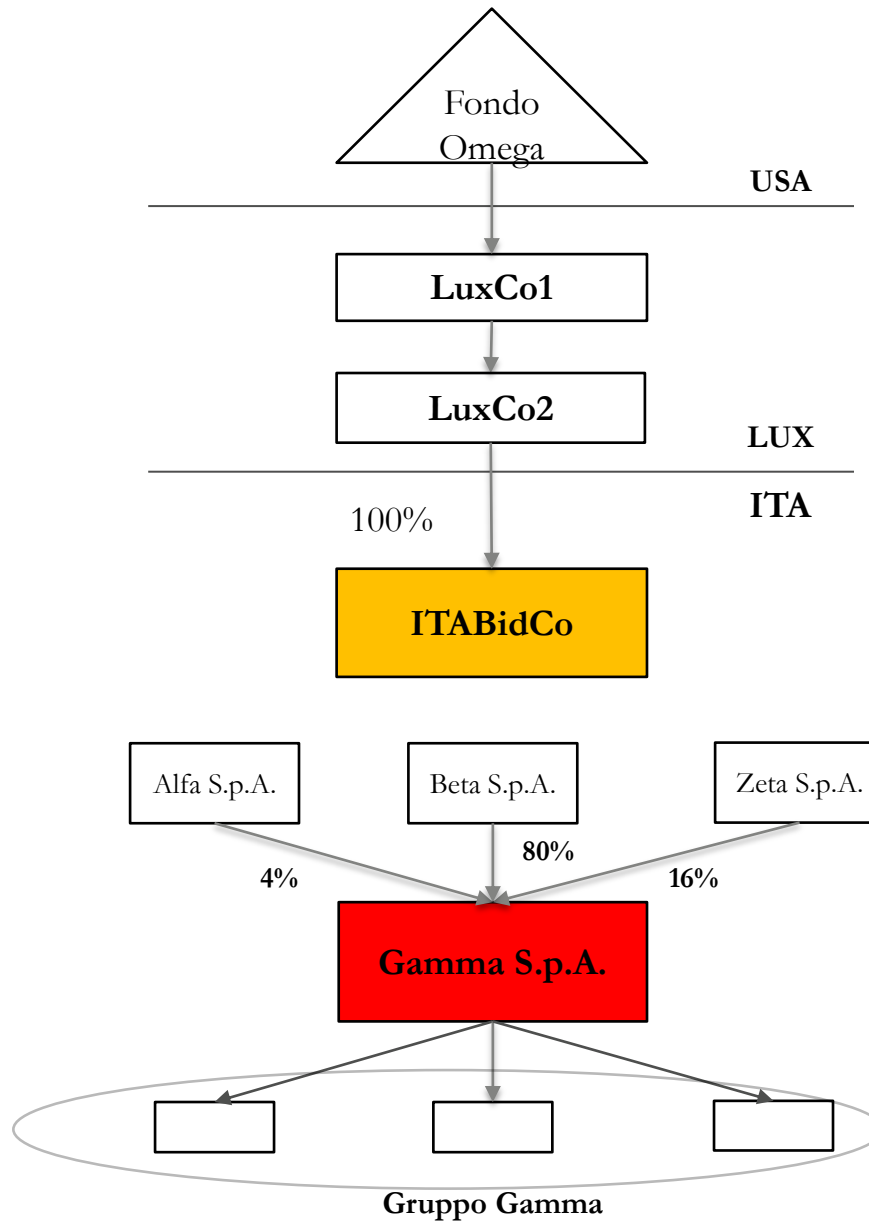 Fondo
Omega
USA
LuxCo1
LuxCo2
LUX
ITA
100%
ITABidCo
Alfa S.p.A.
Beta S.p.A.
Zeta S.p.A.
80%
4%
16%
Gamma S.p.A.
Gruppo Gamma